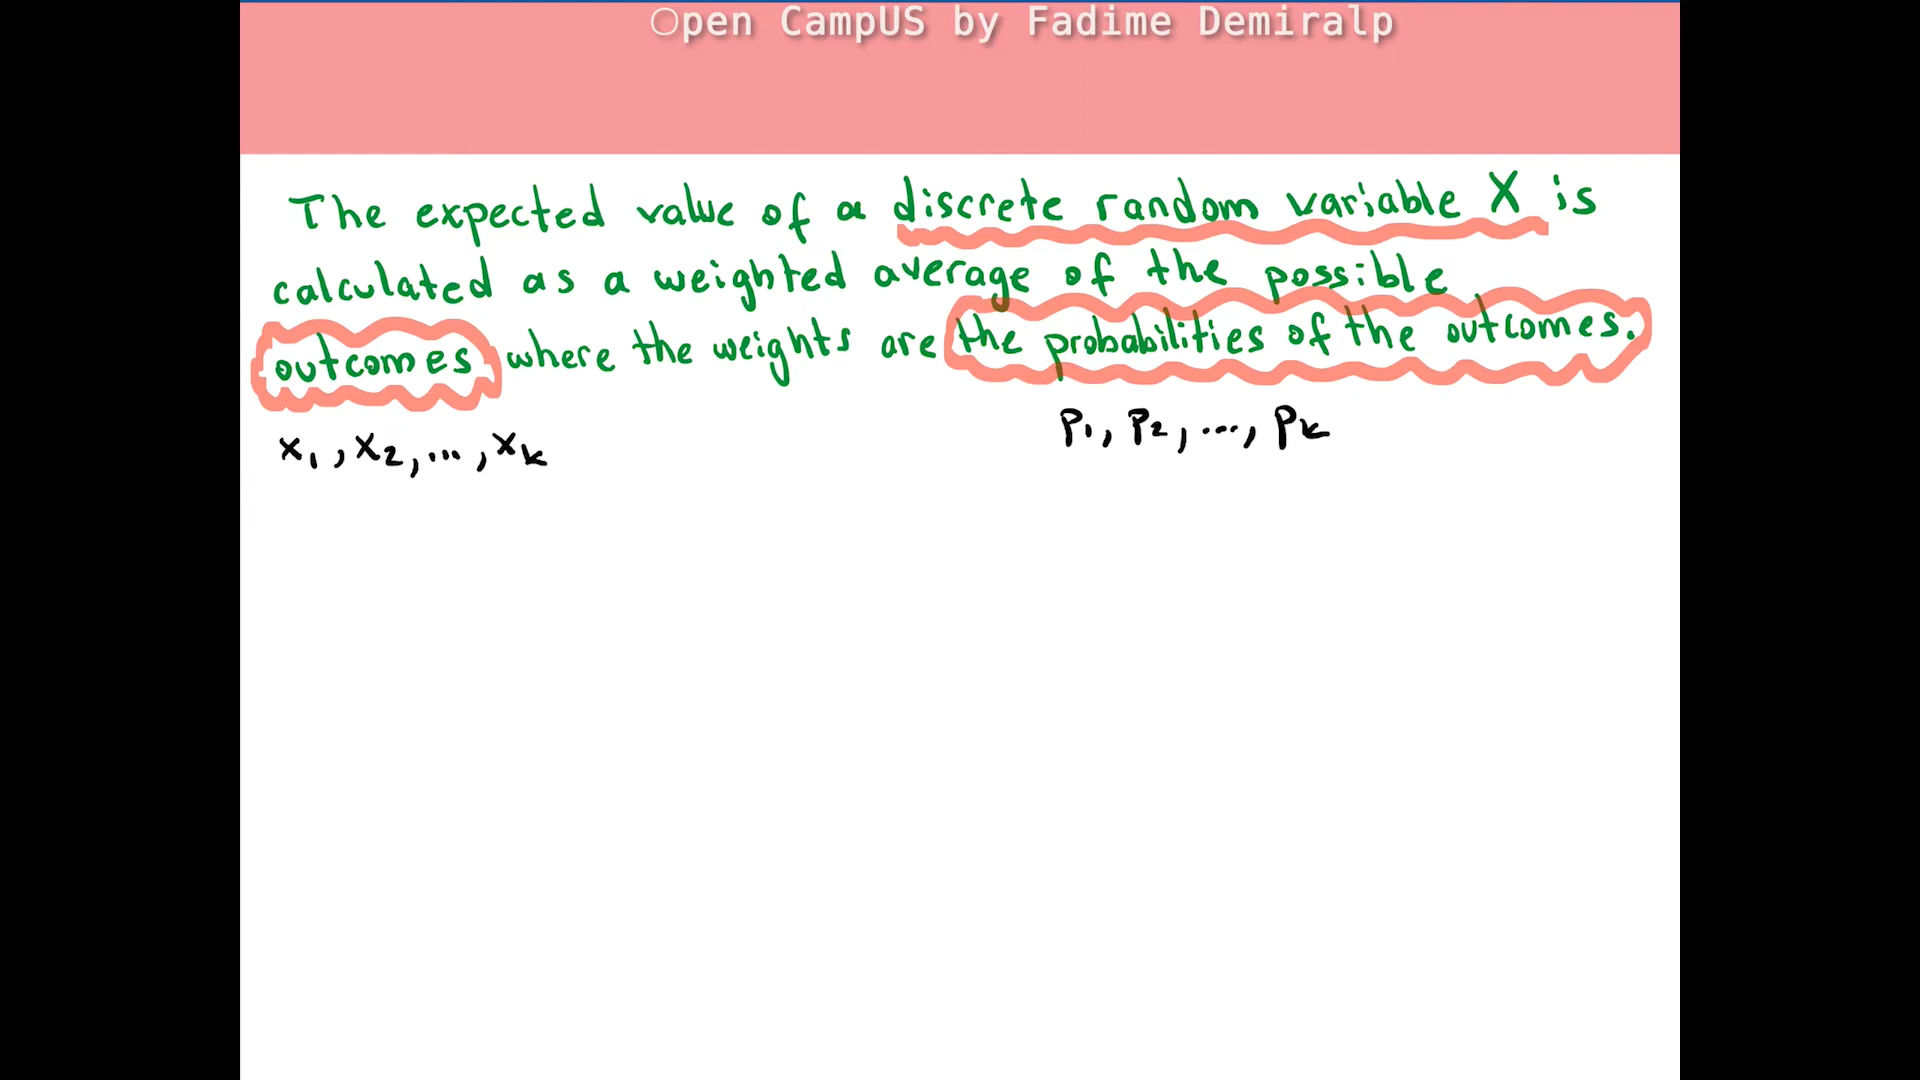 Open CampUS by Fadime Demiralp
The expected value of a discrete random variable X is
calculated as a weighted average of the possible
outcomes where the weights are the probabilities of the outcomes.
x₁, x₂, ..., xₖ
p₁, p₂, ..., pₖ